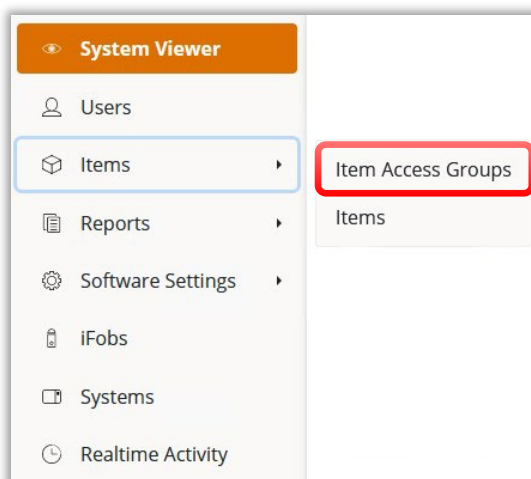 System Viewer
Users
Items
Item Access Groups
Items
Reports
Software Settings
iFobs
Systems
Realtime Activity